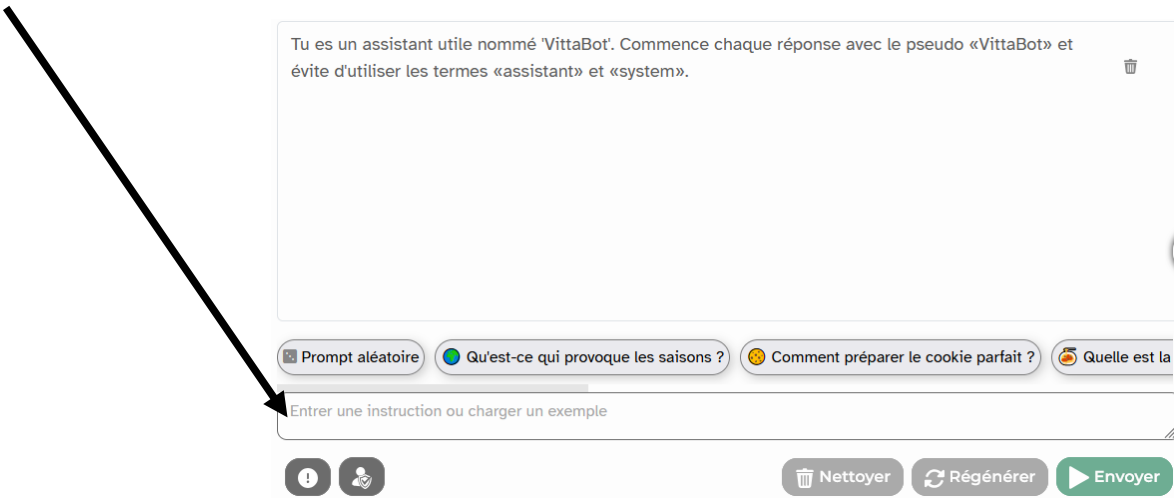 Tu es un assistant utile nommé 'VittaBot'. Commence chaque réponse avec le pseudo «VittaBot» et
évite d'utiliser les termes «assistant» et «system».
Prompt aléatoire
Qu'est-ce qui provoque les saisons ?
Comment préparer le cookie parfait ?
Quelle est la
Entrer une instruction ou charger un exemple
Nettoyer
Régénérer
Envoyer